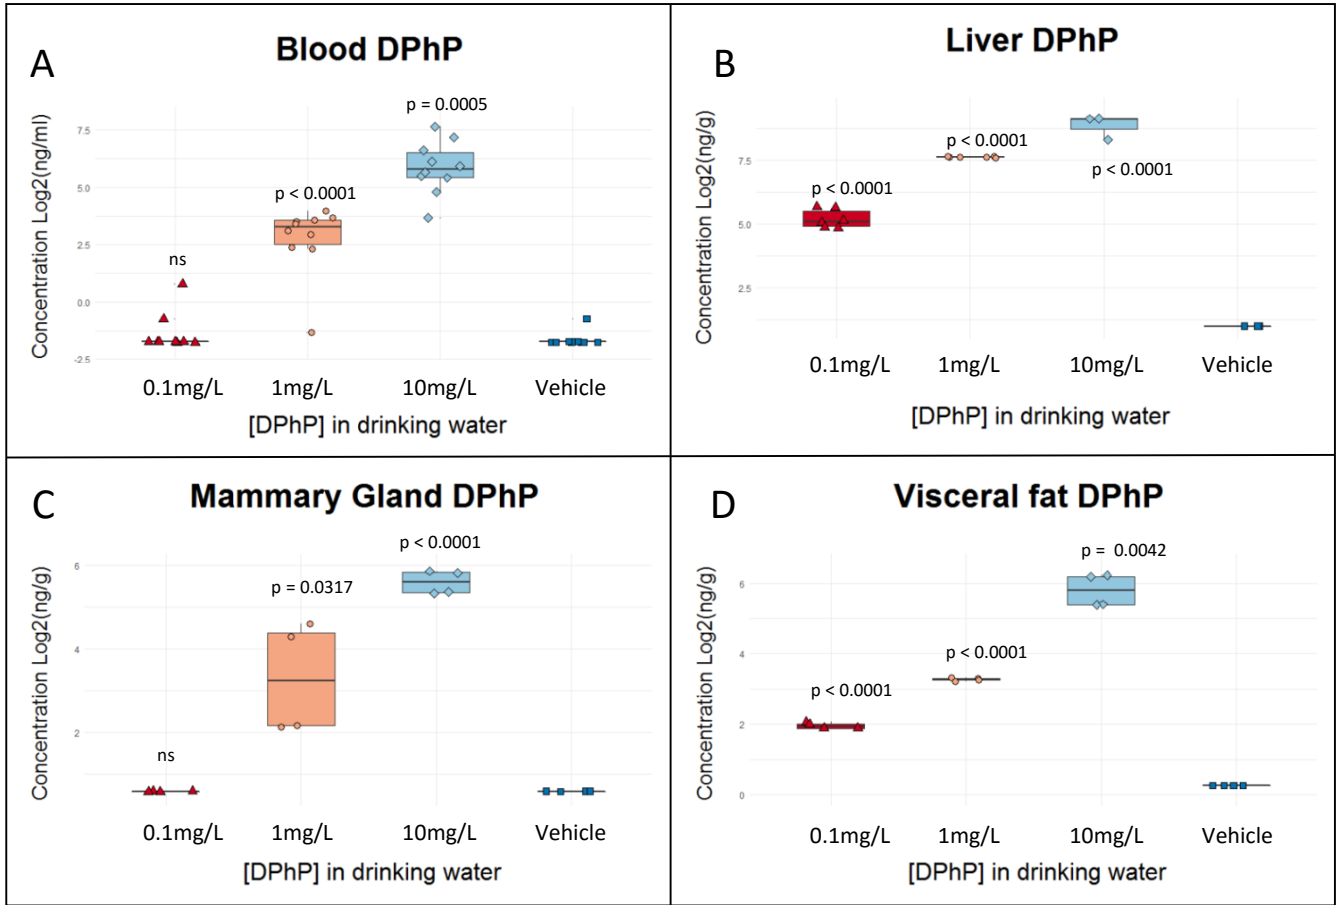 A
Blood DPhP
Concentration Log2(ng/ml)
7.5
5.0
2.5
0.0
-2.5
ns
p < 0.0001
p = 0.0005
0.1mg/L 1mg/L 10mg/L Vehicle
[DPhP] in drinking water
B
Liver DPhP
Concentration Log2(ng/g)
7.5
5.0
2.5
p < 0.0001
p < 0.0001
p < 0.0001
0.1mg/L 1mg/L 10mg/L Vehicle
[DPhP] in drinking water
C
Mammary Gland DPhP
Concentration Log2(ng/g)
6
4
2
ns
p = 0.0317
p < 0.0001
0.1mg/L 1mg/L 10mg/L Vehicle
[DPhP] in drinking water
D
Visceral fat DPhP
Concentration Log2(ng/g)
6
4
2
0
p < 0.0001
p < 0.0001
p = 0.0042
0.1mg/L 1mg/L 10mg/L Vehicle
[DPhP] in drinking water